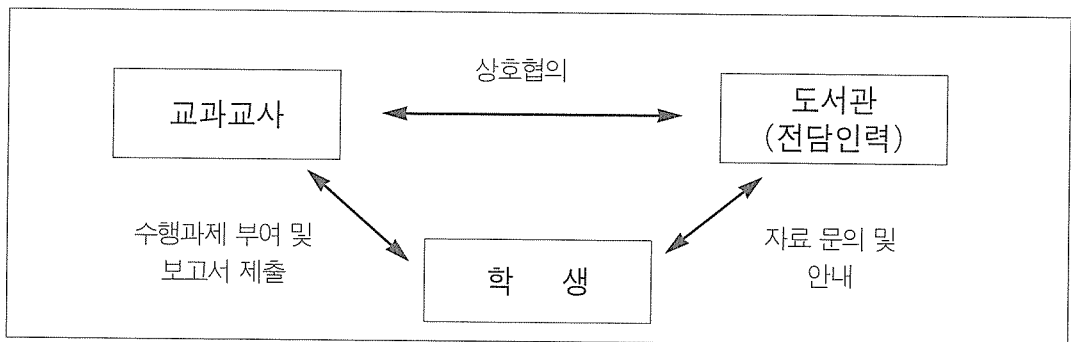 상호협의
교과교사
도서관
(전담인력)
수행과제 부여 및
보고서 제출
자료 문의 및
안내
학 생